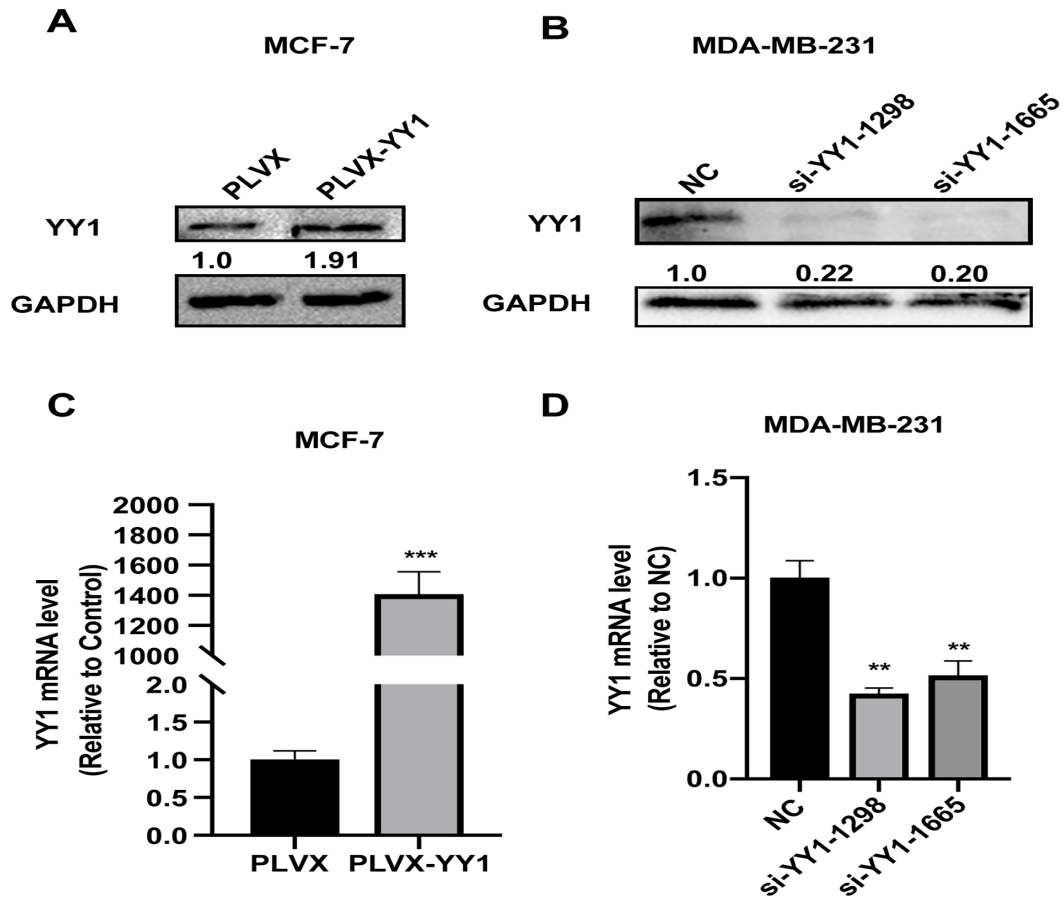 A
MCF-7
PLVX
PLVX-YY1
YY1
1.0
1.91
GAPDH
B
MDA-MB-231
NC
si-YY1-1298
si-YY1-1665
YY1
1.0
0.22
0.20
GAPDH
C
MCF-7
YY1 mRNA level
(Relative to Control)
2000
1800
1600
1400
1200
1000
2.0
1.5
1.0
0.5
0.0
***
PLVX
PLVX-YY1
D
MDA-MB-231
YY1 mRNA level
(Relative to NC)
1.5
1.0
0.5
0.0
**
**
NC
si-YY1-1298
si-YY1-1665